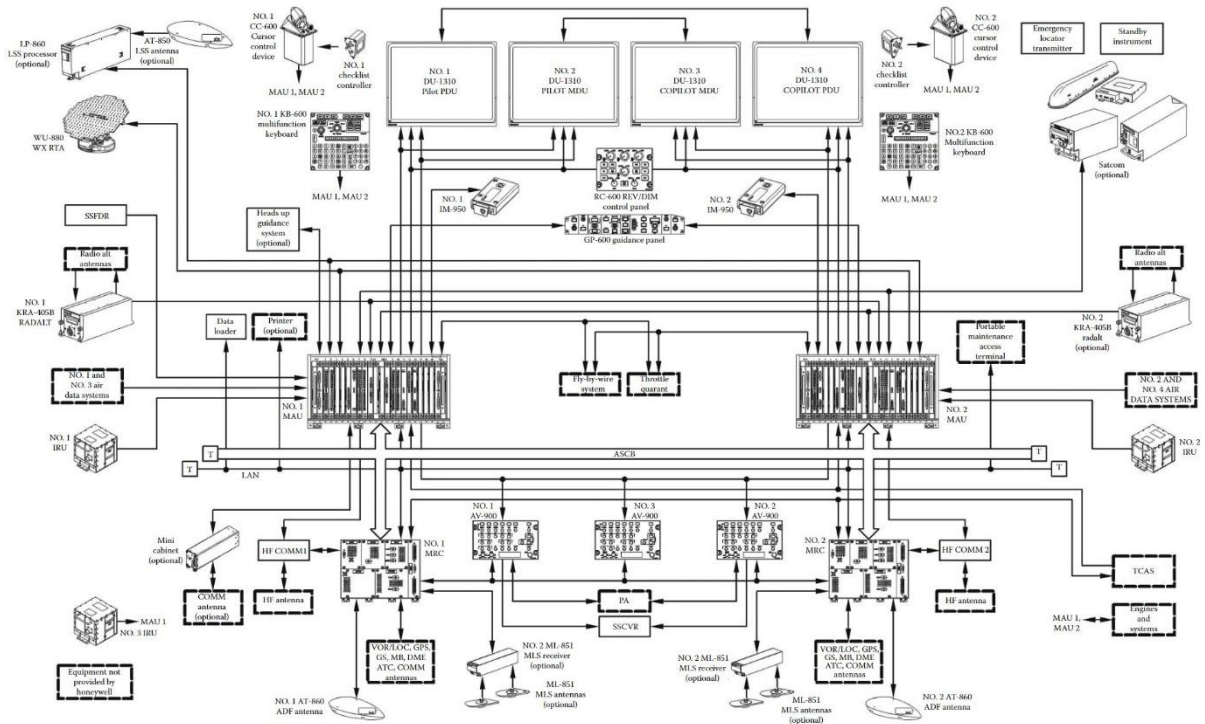 LP-860
LSS processor
(optional)
AT-850
LSS antenna
(optional)
NO. 1
CC-600
Cursor
control
device
NO. 1
checklist
controller
MAU 1, MAU 2
NO. 1
DU-1310
Pilot PDU
NO. 2
DU-1310
PILOT MDU
NO. 3
DU-1310
COPILOT MDU
NO. 4
DU-1310
COPILOT PDU
NO. 2
CC-600
cursor
control
device
NO. 2
checklist
controller
MAU 1, MAU 2
Emergency
locator
transmitter
Standby
instrument
WU-880
WX RTA
NO. 1 KB-600
multifunction
keyboard
MAU 1, MAU 2
NO.2 KB-600
Multifunction
keyboard
MAU 1, MAU 2
Satcom
(optional)
RC-600 REV/DIM
control panel
NO. 1
IM-950
NO. 2
IM-950
GP-600 guidance panel
SSFDR
Heads up
guidance
system
(optional)
Radio alt
antennas
NO. 1
KRA-405B
RADALT
Radio alt
antennas
NO. 2
KRA-405B
radalt
(optional)
Data
loader
Printer
(optional)
Portable
maintenance
access
terminal
Fly-by-wire
system
Throttle
quarant
NO. 1 and
NO. 3 air
data systems
NO. 1
MAU
NO. 2
MAU
NO. 2 AND
NO. 4 AIR
DATA SYSTEMS
NO. 1
IRU
NO. 2
IRU
T
ASCB
T
T
LAN
T
NO. 1
AV-900
NO. 3
AV-900
NO. 2
AV-900
Mini
cabinet
(optional)
HF COMM1
NO. 1
MRC
NO. 2
MRC
HF COMM 2
TCAS
COMM
antenna
(optional)
HF antenna
PA
HF antenna
SSCVR
MAU 1
NO. 3 IRU
MAU 1,
MAU 2
Engines
and
systems
VOR/LOC, GPS,
GS, MB, DME
ATC, COMM
antennas
NO. 2 ML-851
MLS receiver
(optional)
NO. 2 ML-851
MLS receiver
(optional)
VOR/LOC, GPS,
GS, MB, DME
ATC, COMM
antennas
Equipment not
provided by
honeywell
ML-851
MLS antennas
(optional)
ML-851
MLS antennas
(optional)
NO. 1 AT-860
ADF antenna
NO. 2 AT-860
ADF antenna